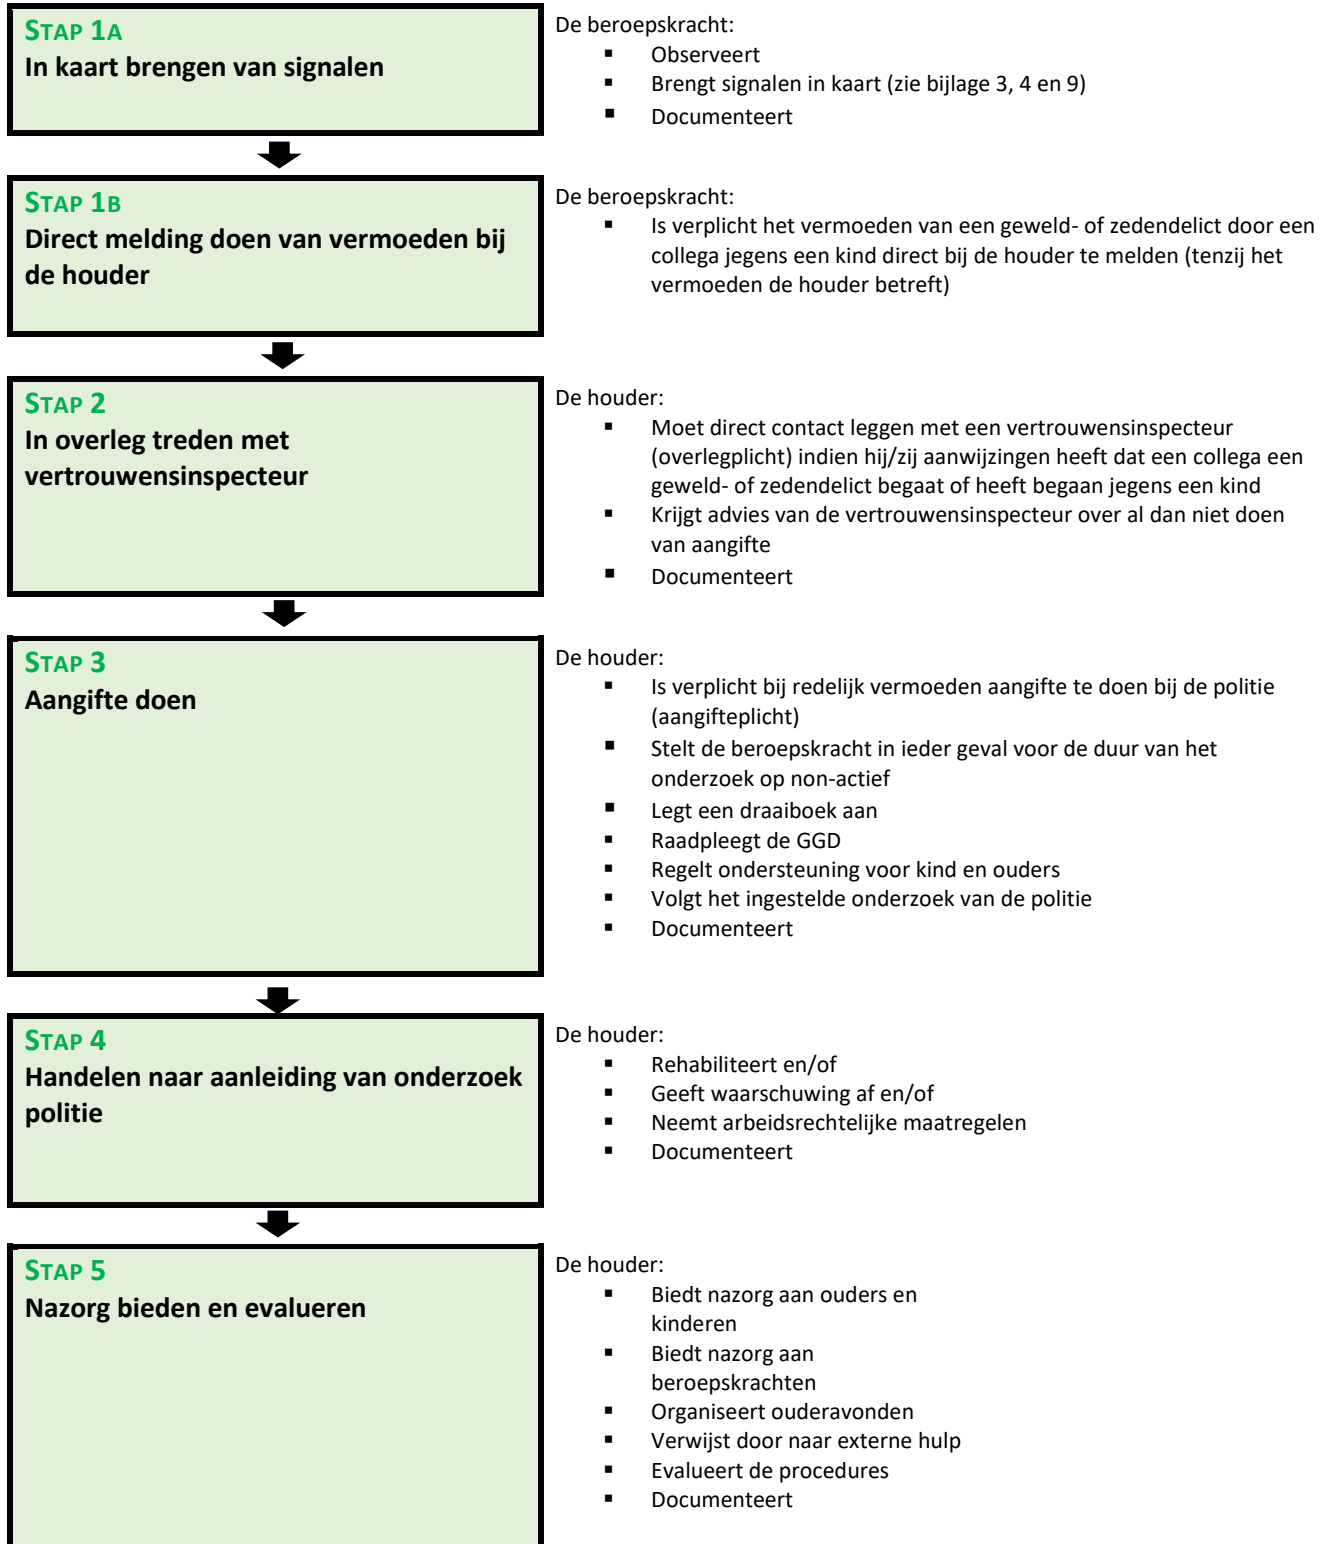 STAP 1A
In kaart brengen van signalen
De beroepskracht:
▪ Observeert
▪ Brengt signalen in kaart (zie bijlage 3, 4 en 9)
▪ Documenteert
STAP 1B
Direct melding doen van vermoeden bij
de houder
De beroepskracht:
▪ Is verplicht het vermoeden van een geweld- of zedendelict door een
collega jegens een kind direct bij de houder te melden (tenzij het
vermoeden de houder betreft)
STAP 2
In overleg treden met
vertrouwensinspecteur
De houder:
▪ Moet direct contact leggen met een vertrouwensinspecteur
(overlegplicht) indien hij/zij aanwijzingen heeft dat een collega een
geweld- of zedendelict begaat of heeft begaan jegens een kind
▪ Krijgt advies van de vertrouwensinspecteur over al dan niet doen
van aangifte
▪ Documenteert
STAP 3
Aangifte doen
De houder:
▪ Is verplicht bij redelijk vermoeden aangifte te doen bij de politie
(aangifteplicht)
▪ Stelt de beroepskracht in ieder geval voor de duur van het
onderzoek op non-actief
▪ Legt een draaiboek aan
▪ Raadpleegt de GGD
▪ Regelt ondersteuning voor kind en ouders
▪ Volgt het ingestelde onderzoek van de politie
▪ Documenteert
STAP 4
Handelen naar aanleiding van onderzoek
politie
De houder:
▪ Rehabiliteert en/of
▪ Geeft waarschuwing af en/of
▪ Neemt arbeidsrechtelijke maatregelen
▪ Documenteert
STAP 5
Nazorg bieden en evalueren
De houder:
▪ Biedt nazorg aan ouders en
kinderen
▪ Biedt nazorg aan
beroepskrachten
▪ Organiseert ouderavonden
▪ Verwijst door naar externe hulp
▪ Evalueert de procedures
▪ Documenteert